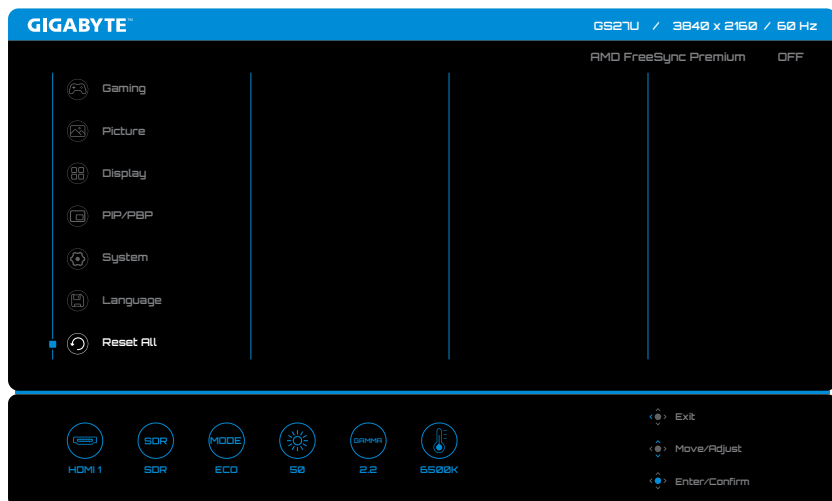 GIGABYTE™
GS27U / 3840 x 2160 / 60 Hz
AMD FreeSync Premium OFF
Gaming
Picture
Display
PIP/PBP
System
Language
Reset All
SDR MODE GAMMA
HDMI 1 SDR ECO 50 2.2 6500K
Exit
Move/Adjust
Enter/Confirm